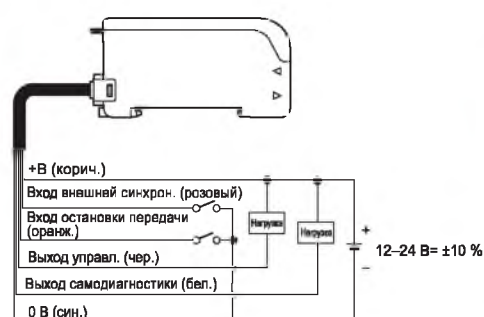 +В (корич.)
Вход внешней синхрон. (розовый)
Вход остановки передачи
(оранж.)
Нагрузка
Нагрузка
+
12–24 В= ±10 %
–
Выход управл. (чер.)
Выход самодиагностики (бел.)
0 В (син.)